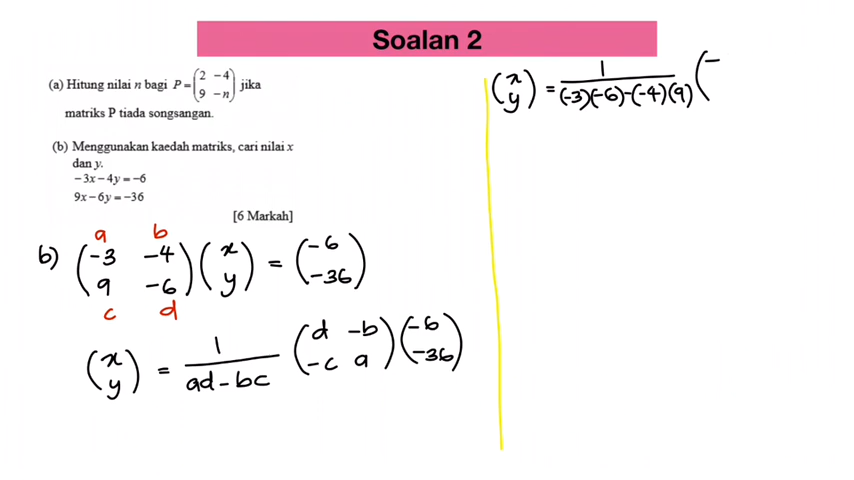 Soalan 2
(a) Hitung nilai n bagi P = (2 −4
9 −n) jika
matriks P tiada songsangan.
(b) Menggunakan kaedah matriks, cari nilai x
dan y.
−3x − 4y = −6
9x − 6y = −36
[6 Markah]
a b
b) (−3 −4
9 −6) (x
y) = (−6
−36)
c d
(x
y) = 1/(ad − bc) (d −b
−c a) (−6
−36)
(x
y) = 1/((−3)(−6)−(−4)(9)) (−